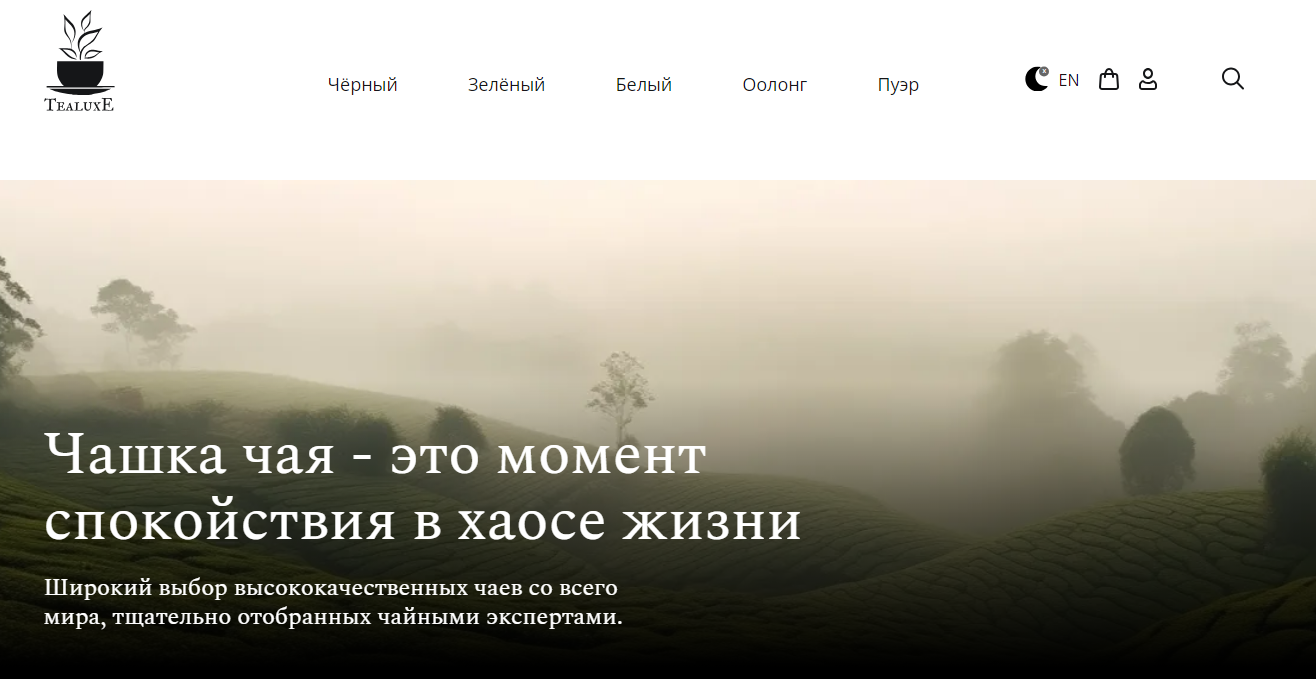 TEALUXE
Чёрный Зелёный Белый Оолонг Пуэр EN
Чашка чая - это момент
спокойствия в хаосе жизни
Широкий выбор высококачественных чаев со всего
мира, тщательно отобранных чайными экспертами.